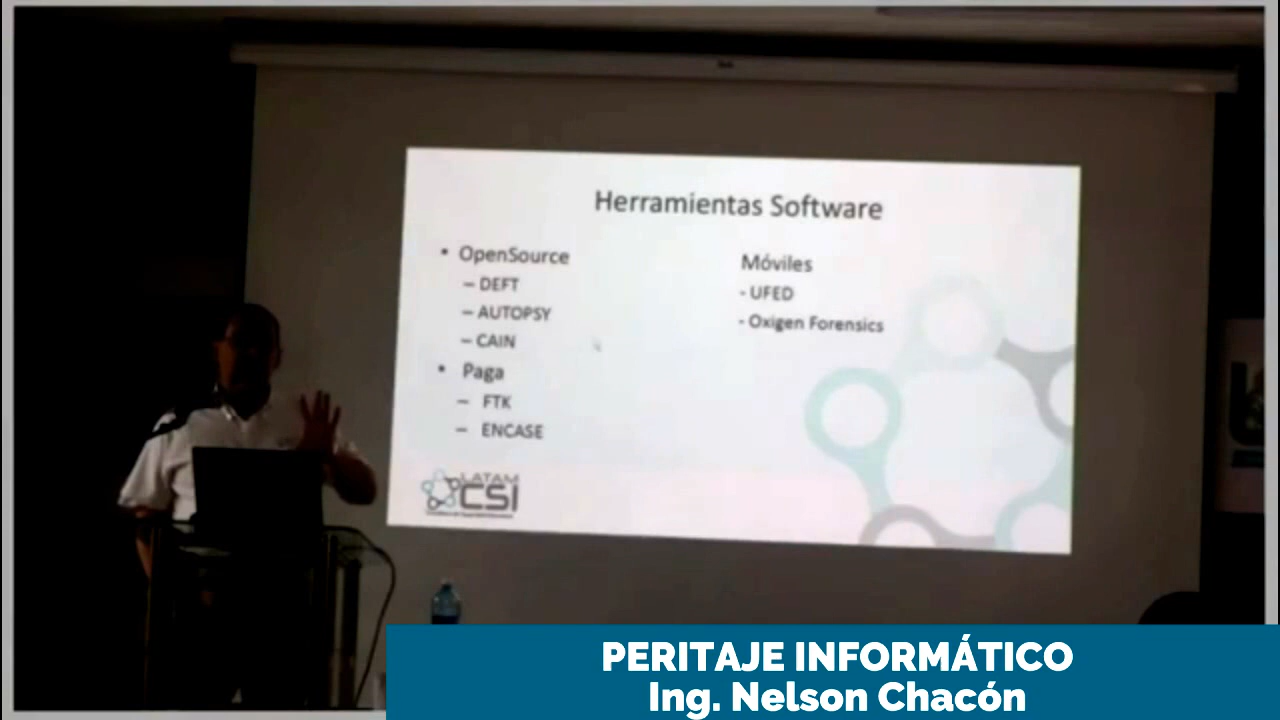 Herramientas Software
• OpenSource
– DEFT
– AUTOPSY
– CAIN
• Paga
– FTK
– ENCASE
Móviles
- UFED
- Oxigen Forensics
LATAM
CSI
PERITAJE INFORMÁTICO
Ing. Nelson Chacón